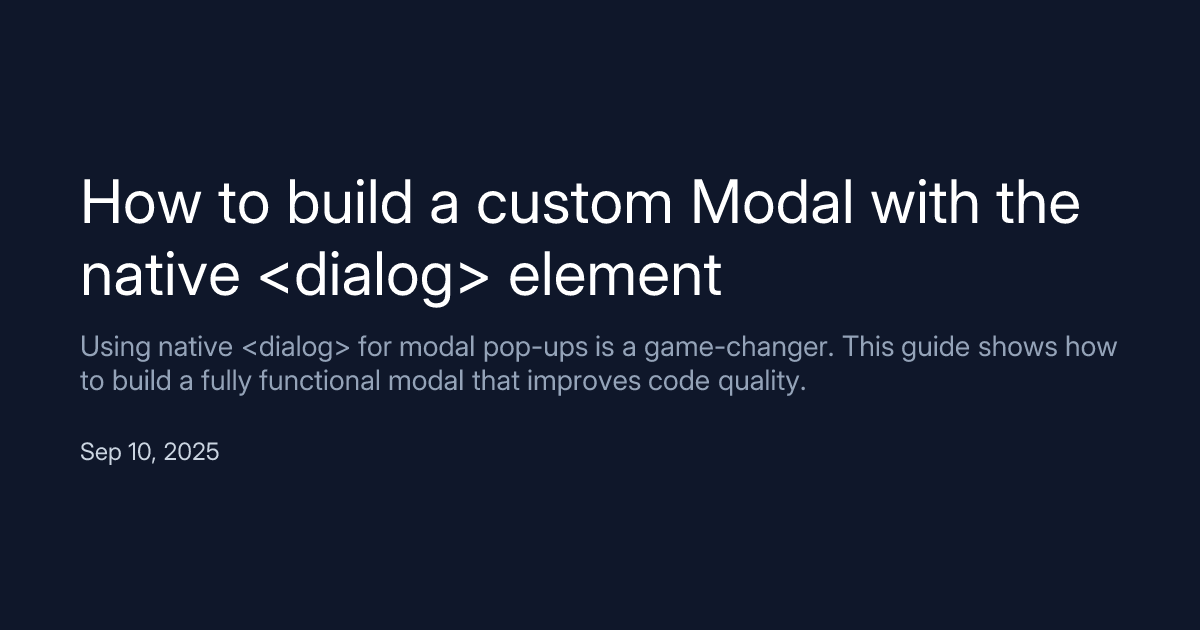 How to build a custom Modal with the
native <dialog> element
Using native <dialog> for modal pop-ups is a game-changer. This guide shows how
to build a fully functional modal that improves code quality.
Sep 10, 2025